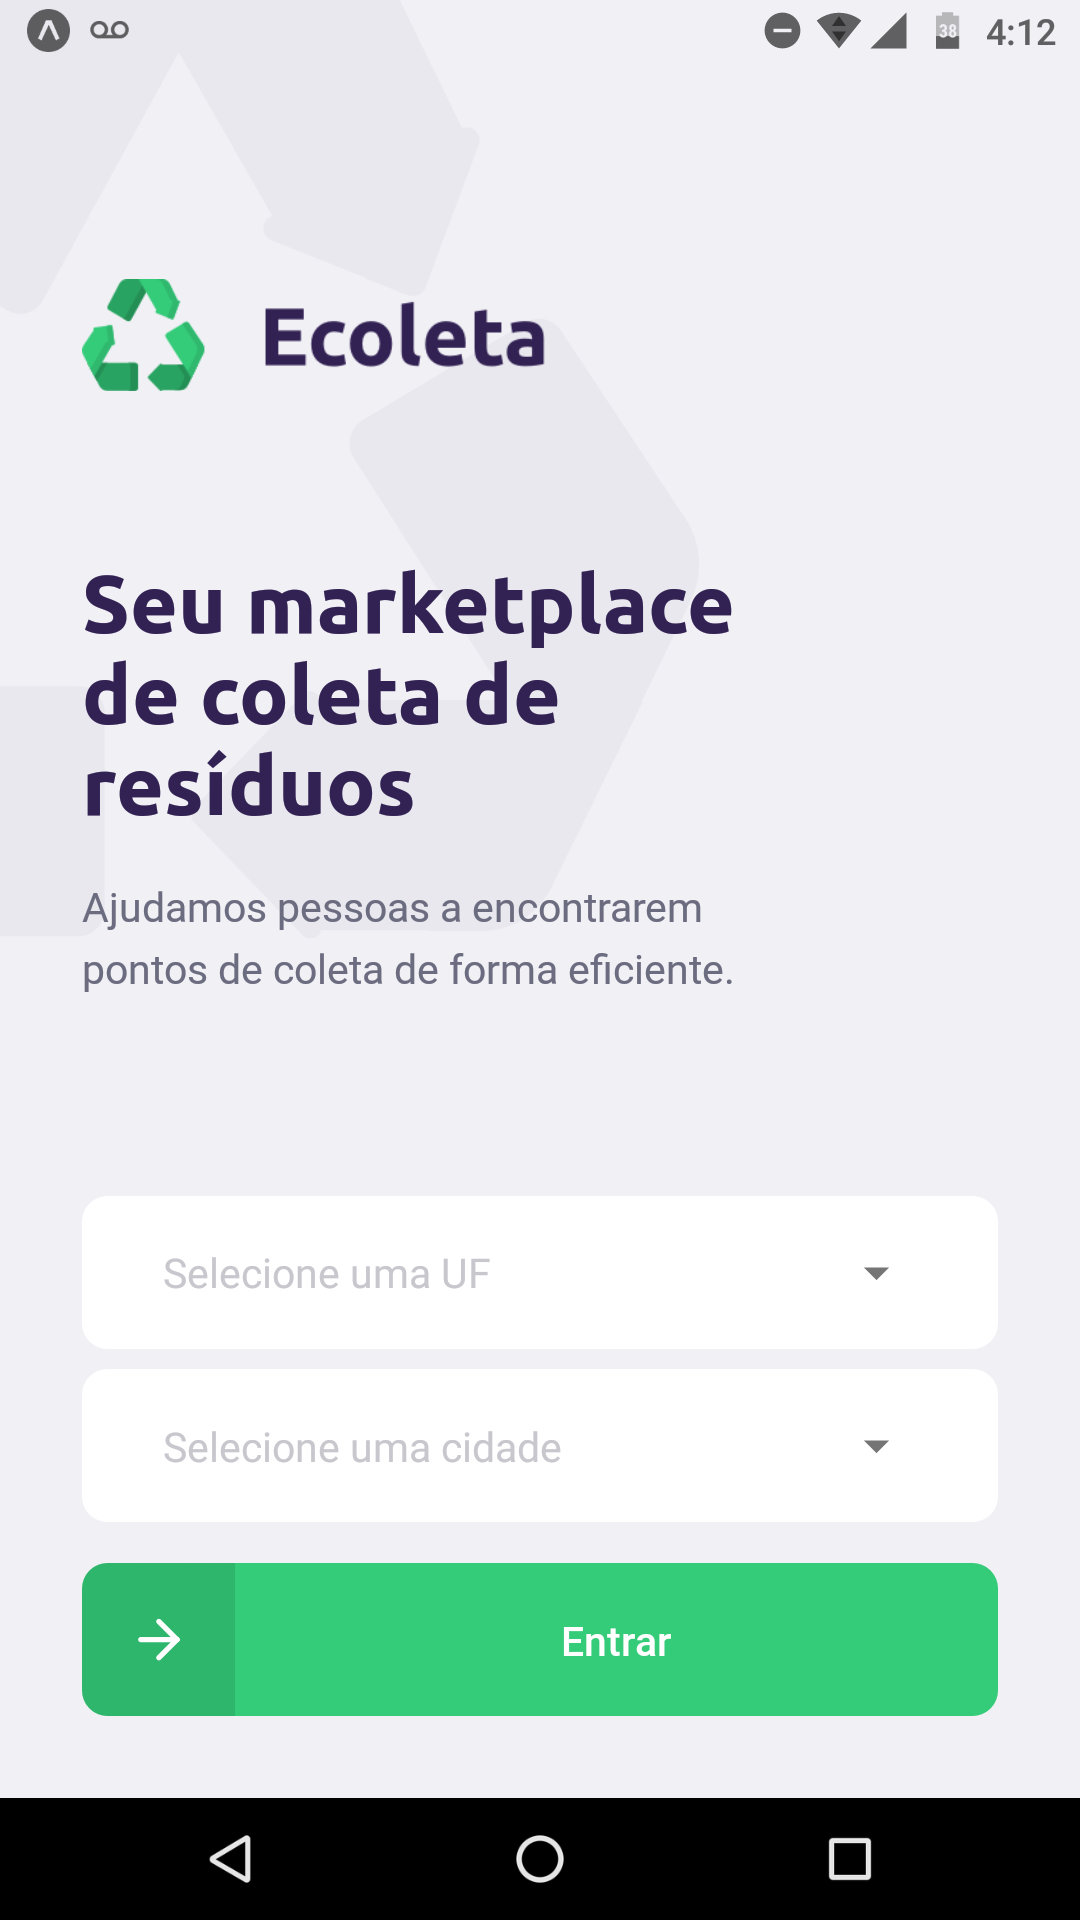 38 4:12
Ecoleta
Seu marketplace
de coleta de
resíduos
Ajudamos pessoas a encontrarem
pontos de coleta de forma eficiente.
Selecione uma UF
Selecione uma cidade
Entrar